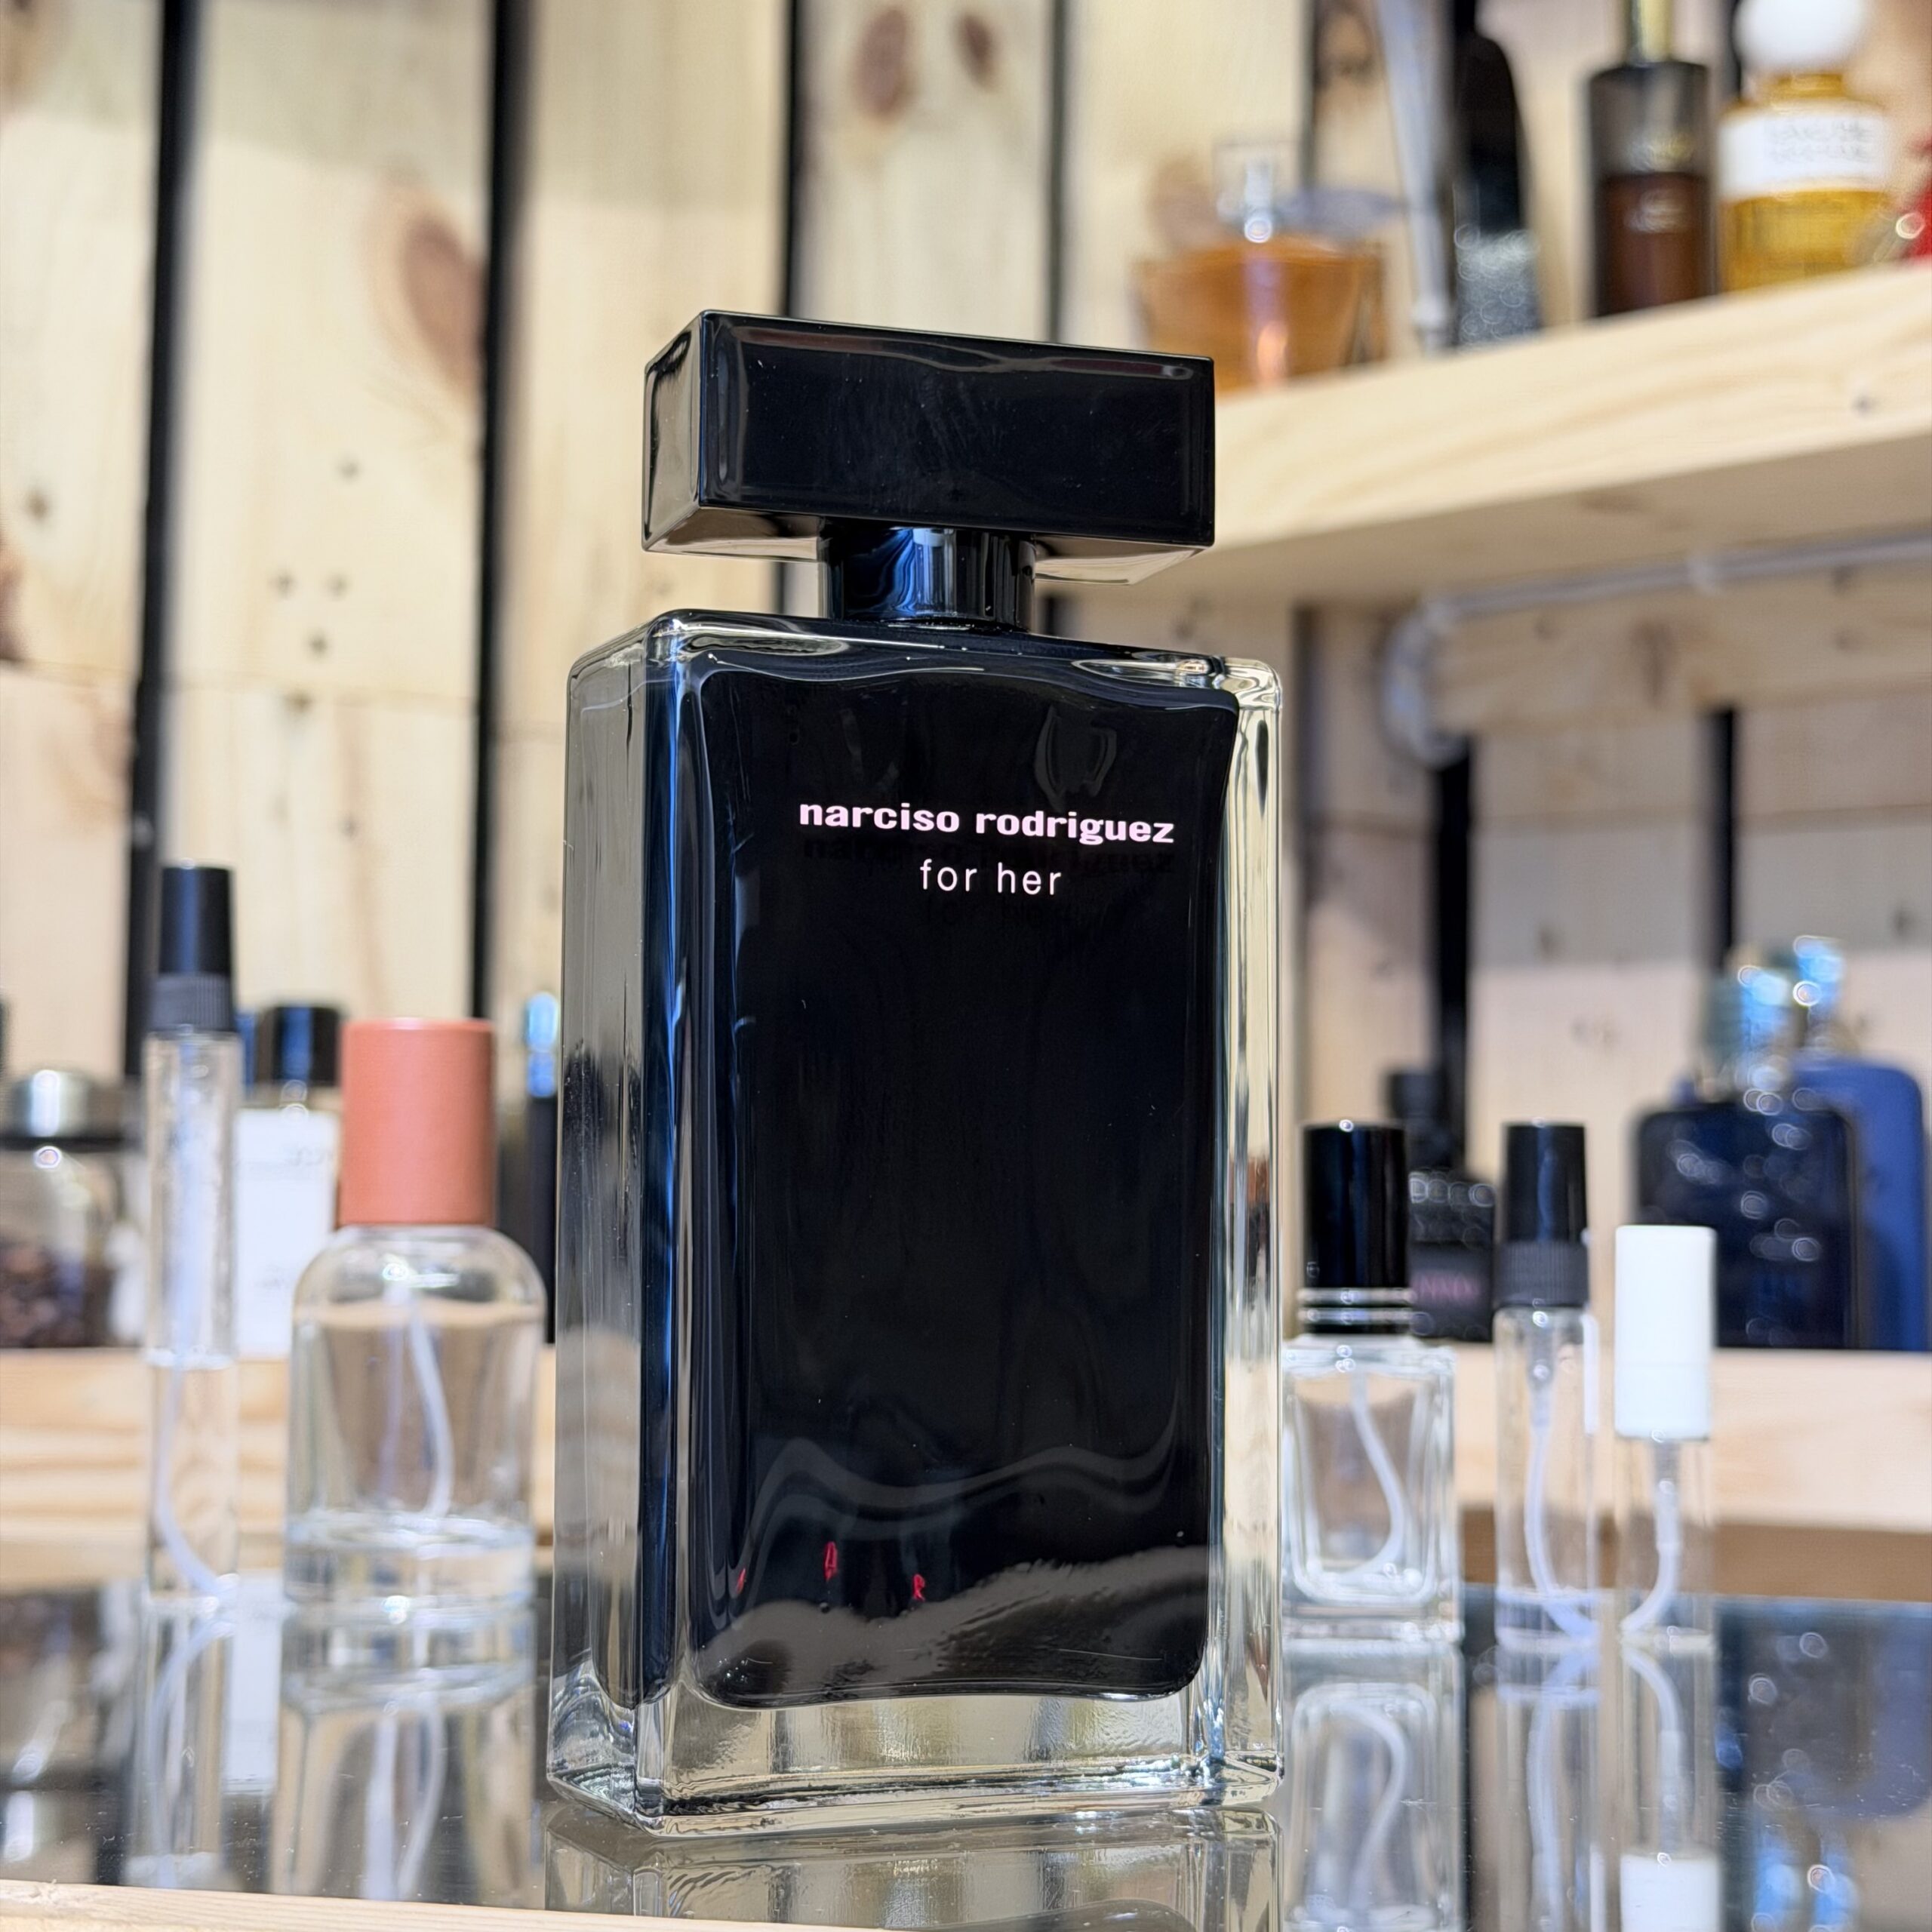 narciso rodriguez
for her